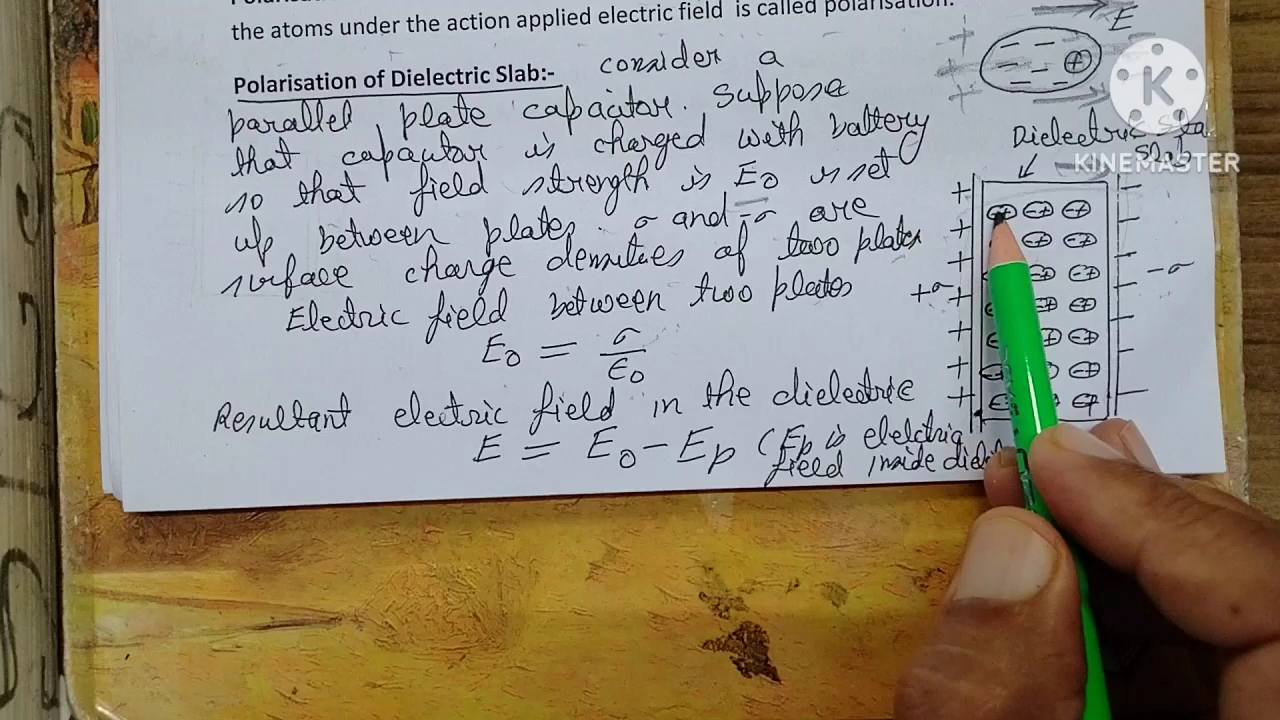 the atoms under the action applied electric field is called polarisation.
Polarisation of Dielectric Slab:- consider a
parallel plate capacitor. Suppose
that capacitor is charged with battery
so that field strength is E0 is set
up between plates. σ and -σ are
surface charge densities of two plates
Electric field between two plates
E0 = σ/ε0
Resultant electric field in the dielectric
E = E0 - Ep (Ep is electric
field inside
E
Dielectric
slab
+σ
-σ
K
KINEMASTER